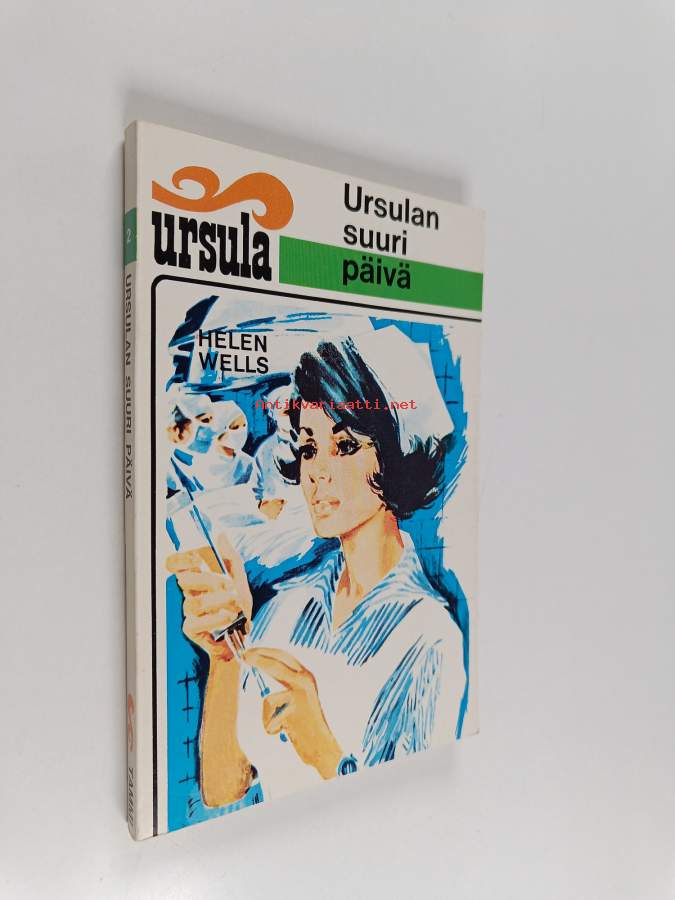 ursula
Ursulan
suuri
päivä
HELEN
WELLS
antikvariaatti.net
2 URSULAN SUURI PÄIVÄ TAMMI